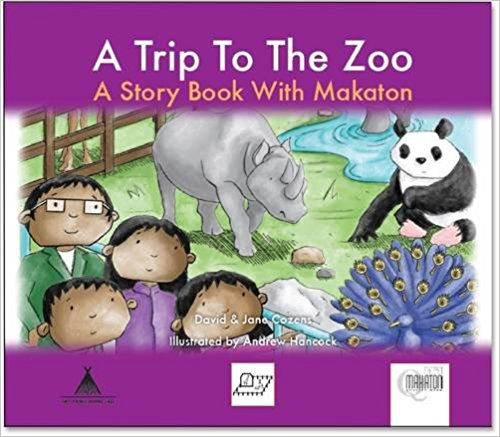 A Trip To The Zoo
A Story Book With Makaton
David & Jane Cozens
Illustrated by Andrew Hancock
MAKATON